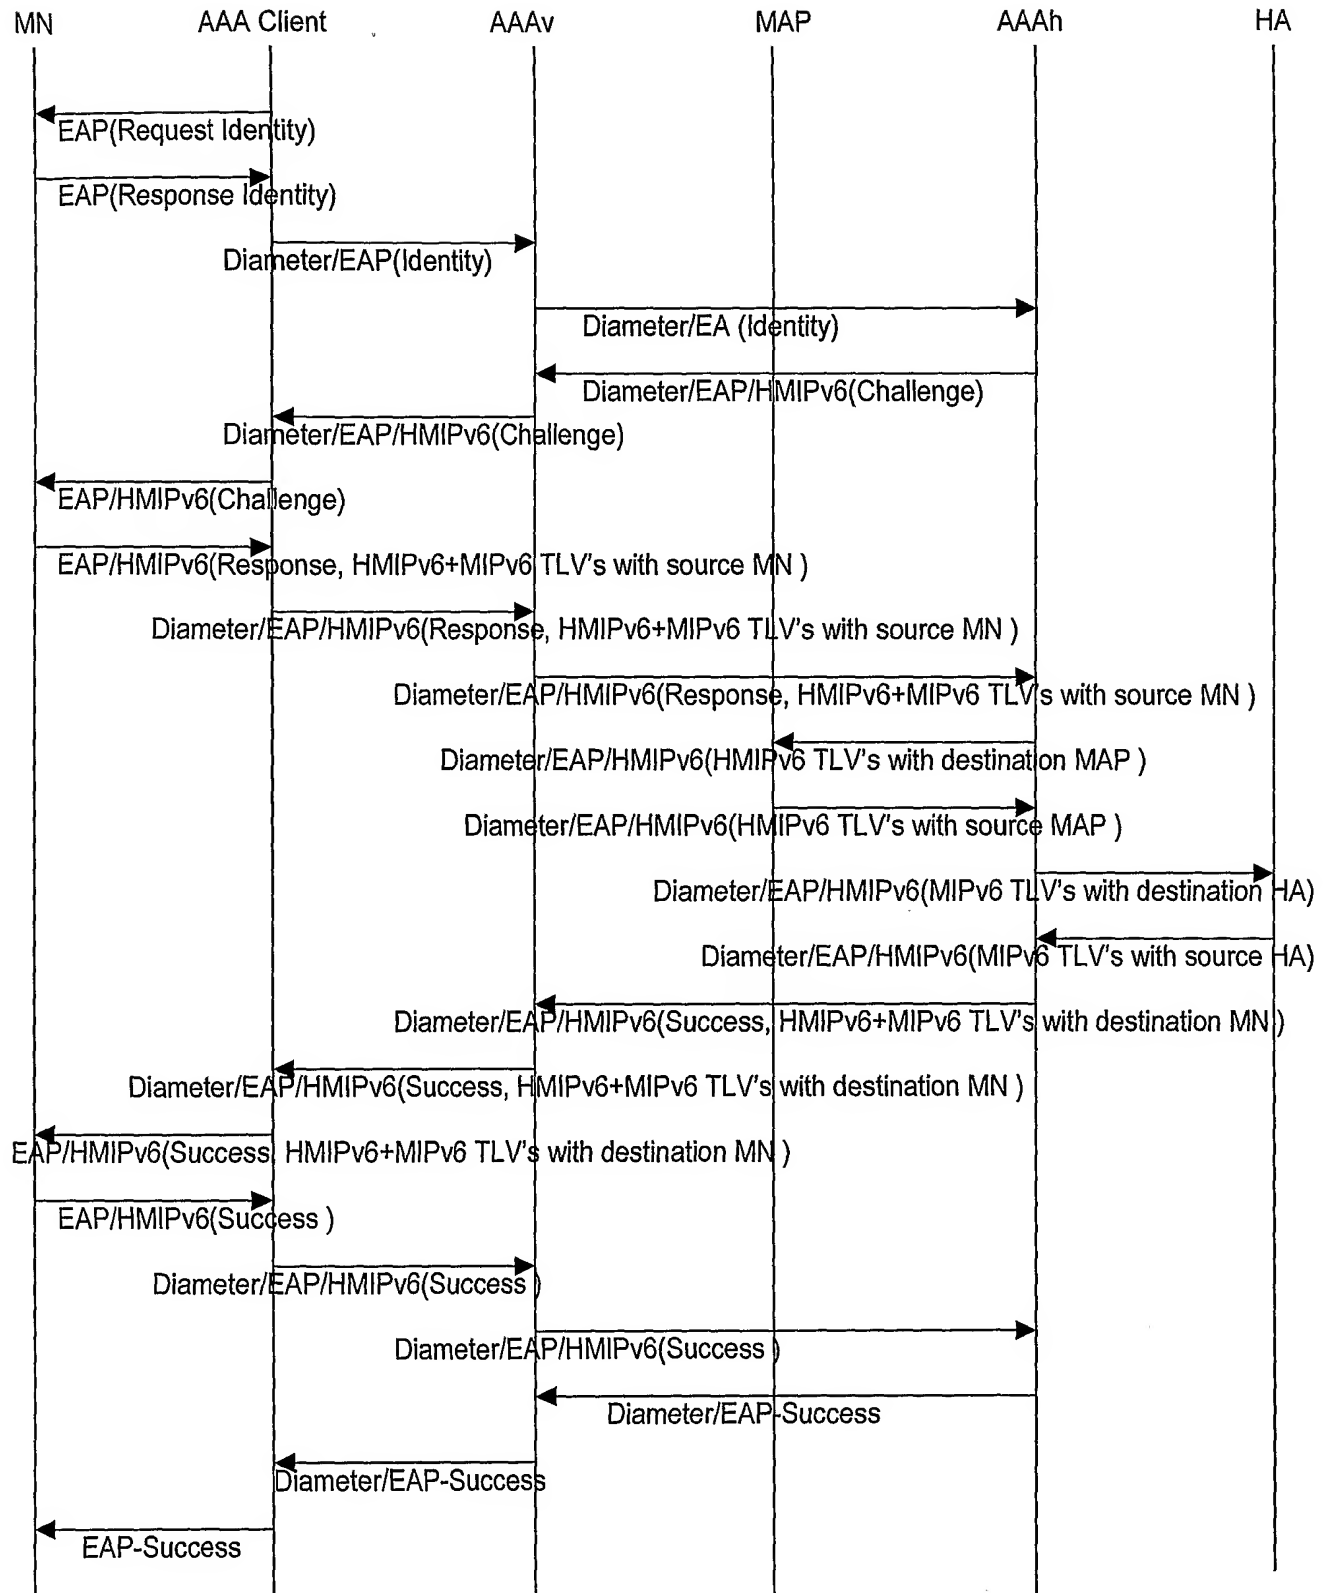 MN AAA Client AAAv MAP AAAh HA
EAP(Request Identity)
EAP(Response Identity)
Diameter/EAP(Identity)
Diameter/EA (Identity)
Diameter/EAP/HMIPv6(Challenge)
Diameter/EAP/HMIPv6(Challenge)
EAP/HMIPv6(Challenge)
EAP/HMIPv6(Response, HMIPv6+MIPv6 TLV's with source MN )
Diameter/EAP/HMIPv6(Response, HMIPv6+MIPv6 TLV's with source MN )
Diameter/EAP/HMIPv6(Response, HMIPv6+MIPv6 TLV's with source MN )
Diameter/EAP/HMIPv6(HMIPv6 TLV's with destination MAP )
Diameter/EAP/HMIPv6(HMIPv6 TLV's with source MAP )
Diameter/EAP/HMIPv6(MIPv6 TLV's with destination HA)
Diameter/EAP/HMIPv6(MIPv6 TLV's with source HA)
Diameter/EAP/HMIPv6(Success, HMIPv6+MIPv6 TLV's with destination MN )
Diameter/EAP/HMIPv6(Success, HMIPv6+MIPv6 TLV's with destination MN )
EAP/HMIPv6(Success, HMIPv6+MIPv6 TLV's with destination MN )
EAP/HMIPv6(Success )
Diameter/EAP/HMIPv6(Success )
Diameter/EAP/HMIPv6(Success )
Diameter/EAP-Success
Diameter/EAP-Success
EAP-Success